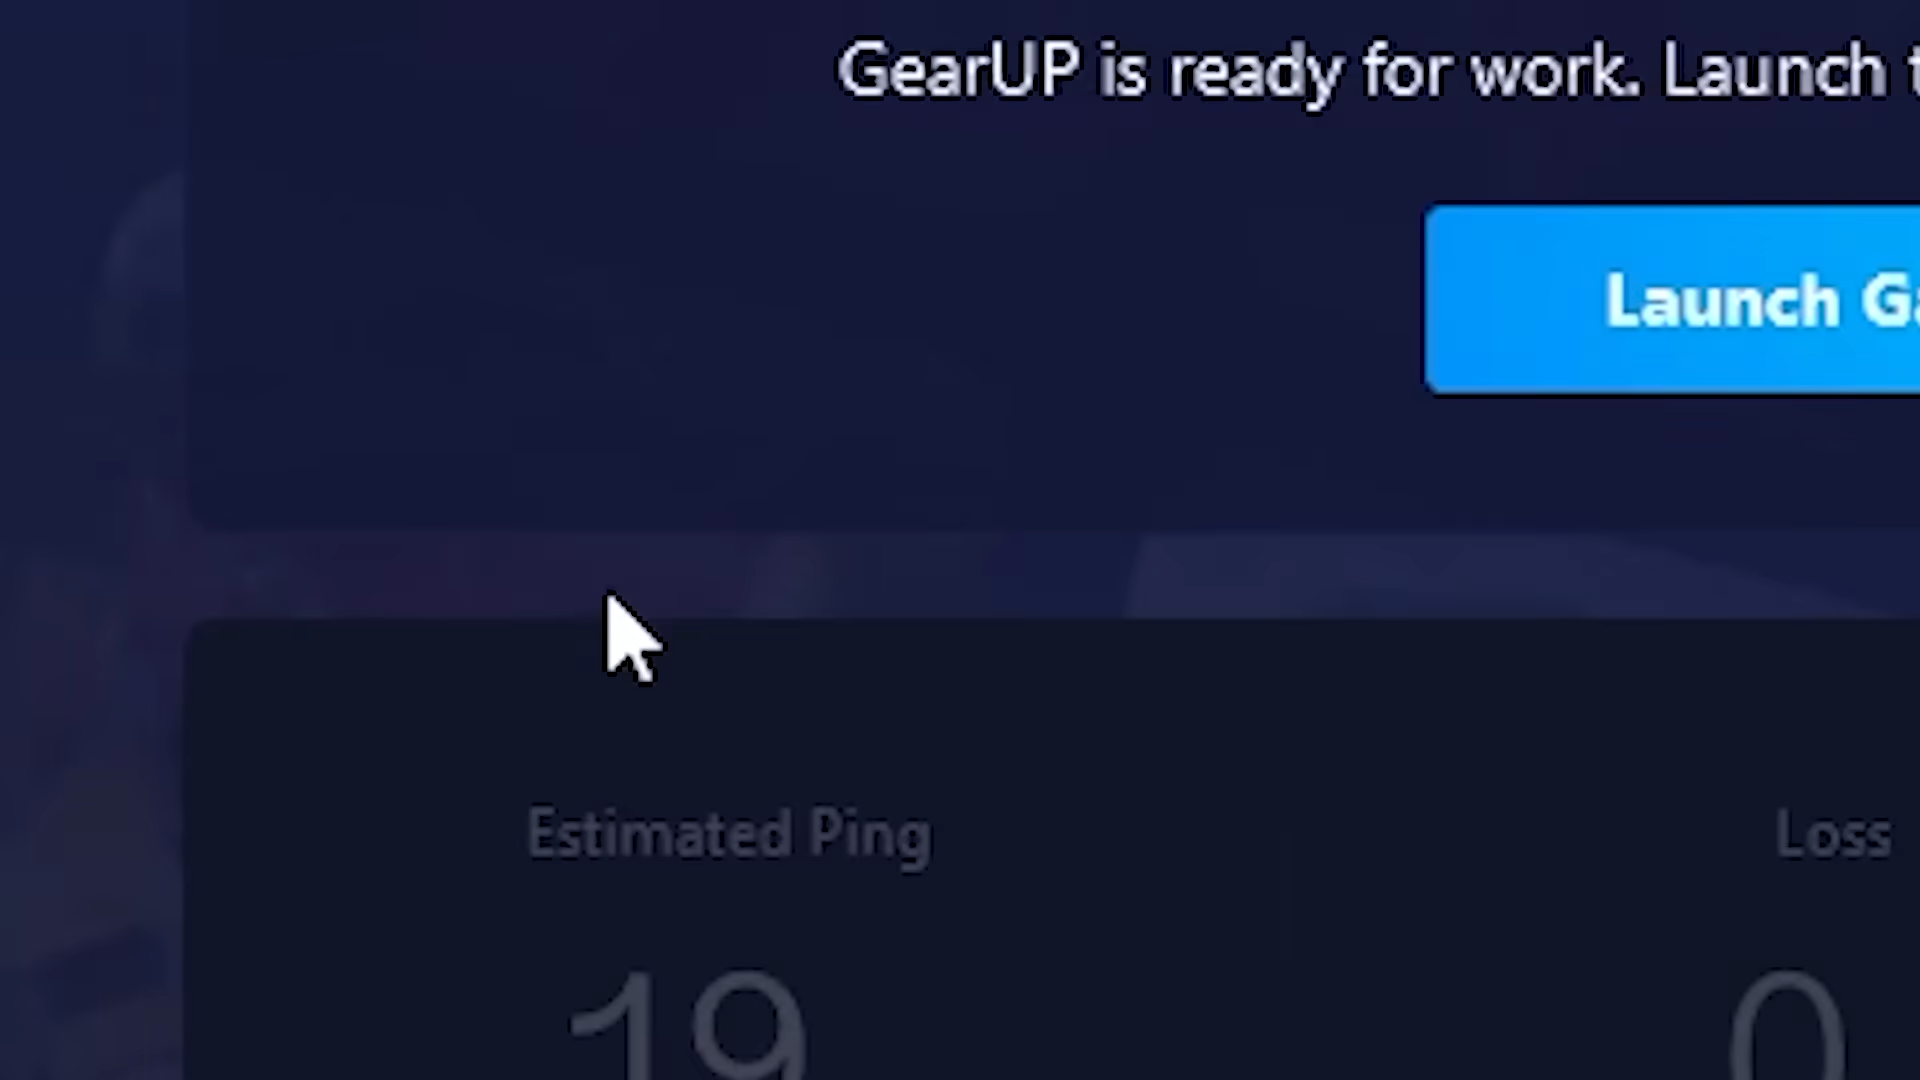 GearUP is ready for work. Launch
Launch
Estimated Ping
Loss
19
0